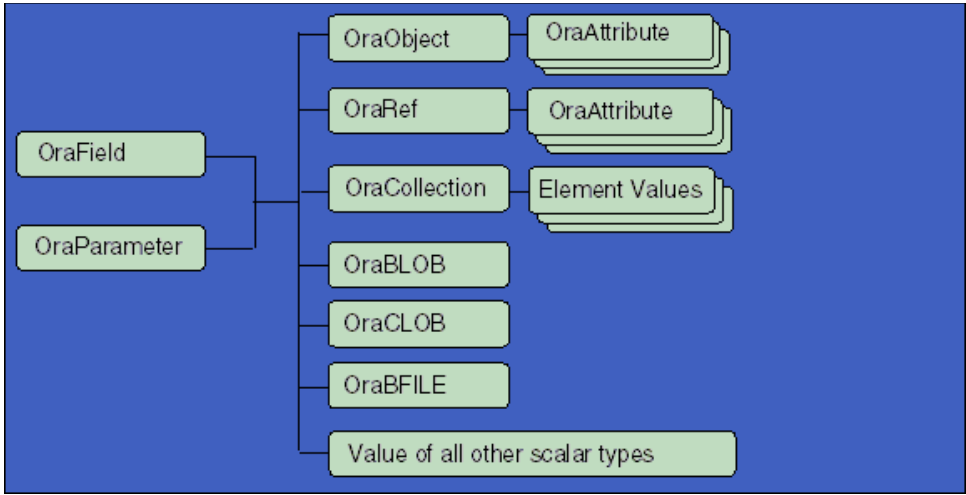 OraObject
OraAttribute
OraRef
OraAttribute
OraField
OraCollection
Element Values
OraParameter
OraBLOB
OraCLOB
OraBFILE
Value of all other scalar types